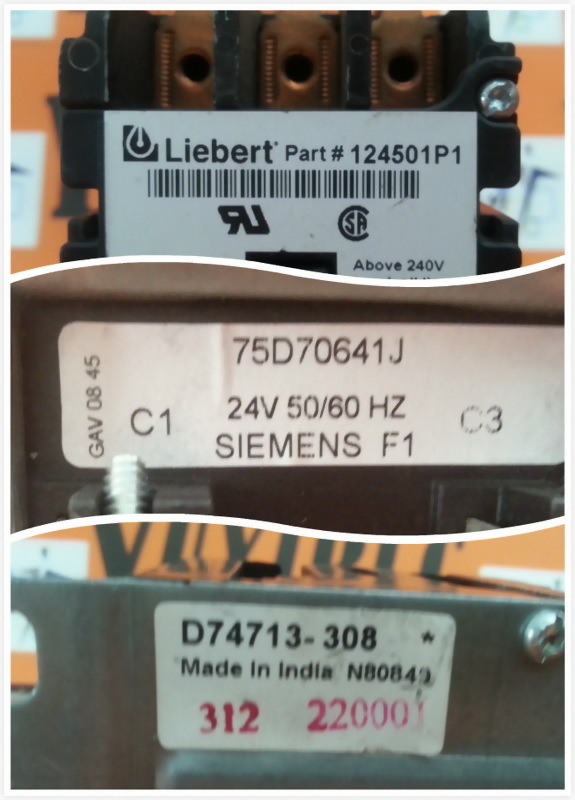 Liebert Part # 124501P1
Above 240V
75D70641J
GAV 08 45
C1
24V 50/60 HZ
C3
SIEMENS F1
D74713-308 *
Made In India
312 220001